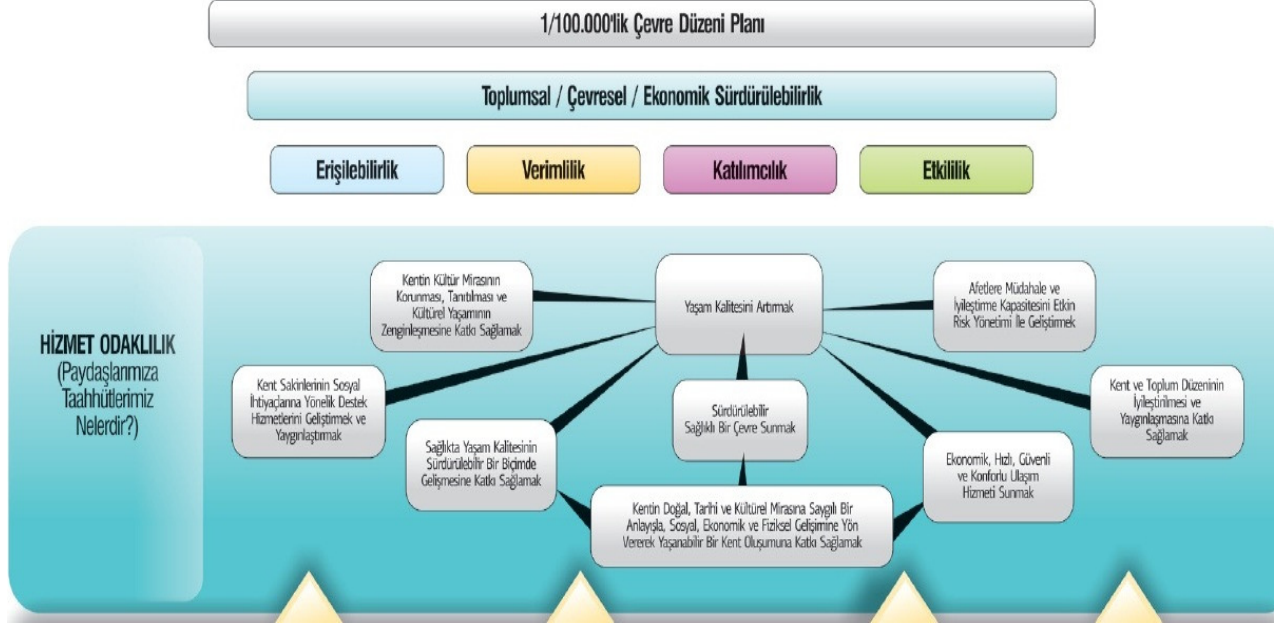 1/100.000'lik Çevre Düzeni Planı
Toplumsal / Çevresel / Ekonomik Sürdürülebilirlik
Erişilebilirlik
Verimlilik
Katılımcılık
Etkililik
HİZMET ODAKLILIK
(Paydaşlarımıza
Taahhütlerimiz
Nelerdir?)
Kentin Kültür Mirasının
Korunması, Tanıtılması ve
Kültürel Yaşamının
Zenginleşmesine Katkı Sağlamak
Yaşam Kalitesini Artırmak
Afetlere Müdahale ve
İyileştirme Kapasitesini Etkin
Risk Yönetimi İle Geliştirmek
Kent Sakinlerinin Sosyal
İhtiyaçlarına Yönelik Destek
Hizmetlerini Geliştirmek ve
Yaygınlaştırmak
Sağlıkta Yaşam Kalitesinin
Sürdürülebilir Bir Biçimde
Gelişmesine Katkı Sağlamak
Sürdürülebilir
Sağlıklı Bir Çevre Sunmak
Ekonomik, Hızlı, Güvenli
ve Konforlu Ulaşım
Hizmeti Sunmak
Kent ve Toplum Düzeninin
İyileştirilmesi ve
Yaygınlaşmasına Katkı
Sağlamak
Kentin Doğal, Tarihi ve Kültürel Mirasına Saygılı Bir
Anlayışla, Sosyal, Ekonomik ve Fiziksel Gelişimine Yön
Vererek Yaşanabilir Bir Kent Oluşumuna Katkı Sağlamak